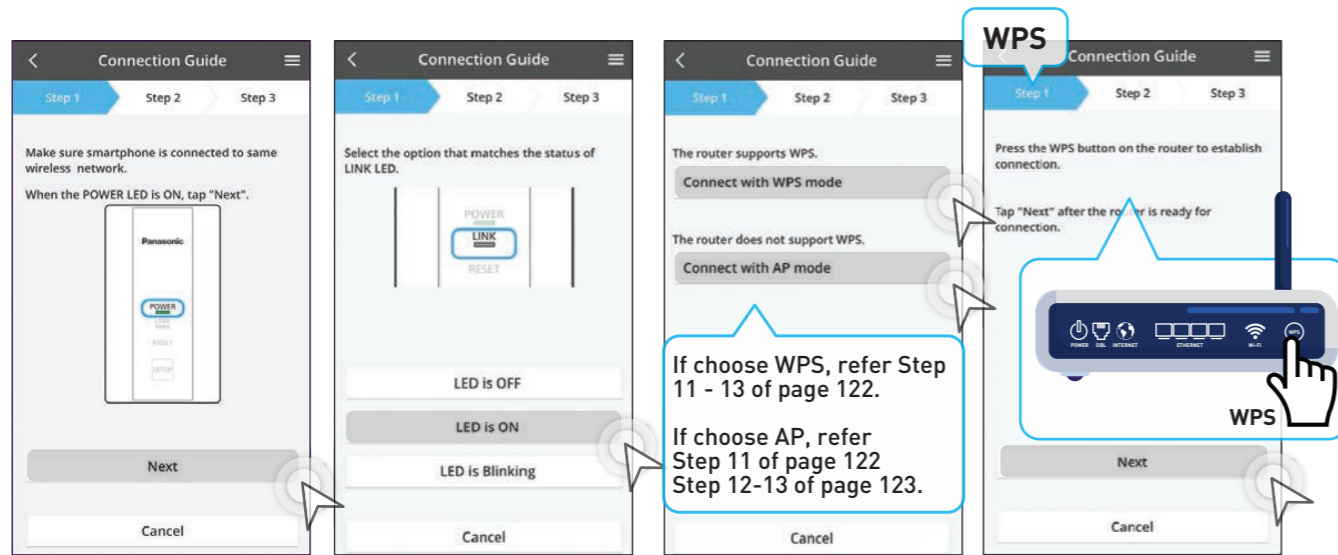 Connection Guide
Step 1
Step 2
Step 3
Make sure smartphone is connected to same
wireless network.
When the POWER LED is ON, tap "Next".
Panasonic
POWER
LINK
RESET
SETUP
Next
Cancel
Connection Guide
Step 1
Step 2
Step 3
Select the option that matches the status of
LINK LED.
POWER
LINK
RESET
LED is OFF
LED is ON
LED is Blinking
Cancel
Connection Guide
Step 1
Step 2
Step 3
The router supports WPS.
Connect with WPS mode
The router does not support WPS.
Connect with AP mode
If choose WPS, refer Step
11 - 13 of page 122.
If choose AP, refer
Step 11 of page 122
Step 12-13 of page 123.
Cancel
WPS
Connection Guide
Step 1
Step 2
Step 3
Press the WPS button on the router to establish
connection.
Tap "Next" after the router is ready for
connection.
POWER
DSL
INTERNET
ETHERNET
WI-FI
WPS
WPS
Next
Cancel